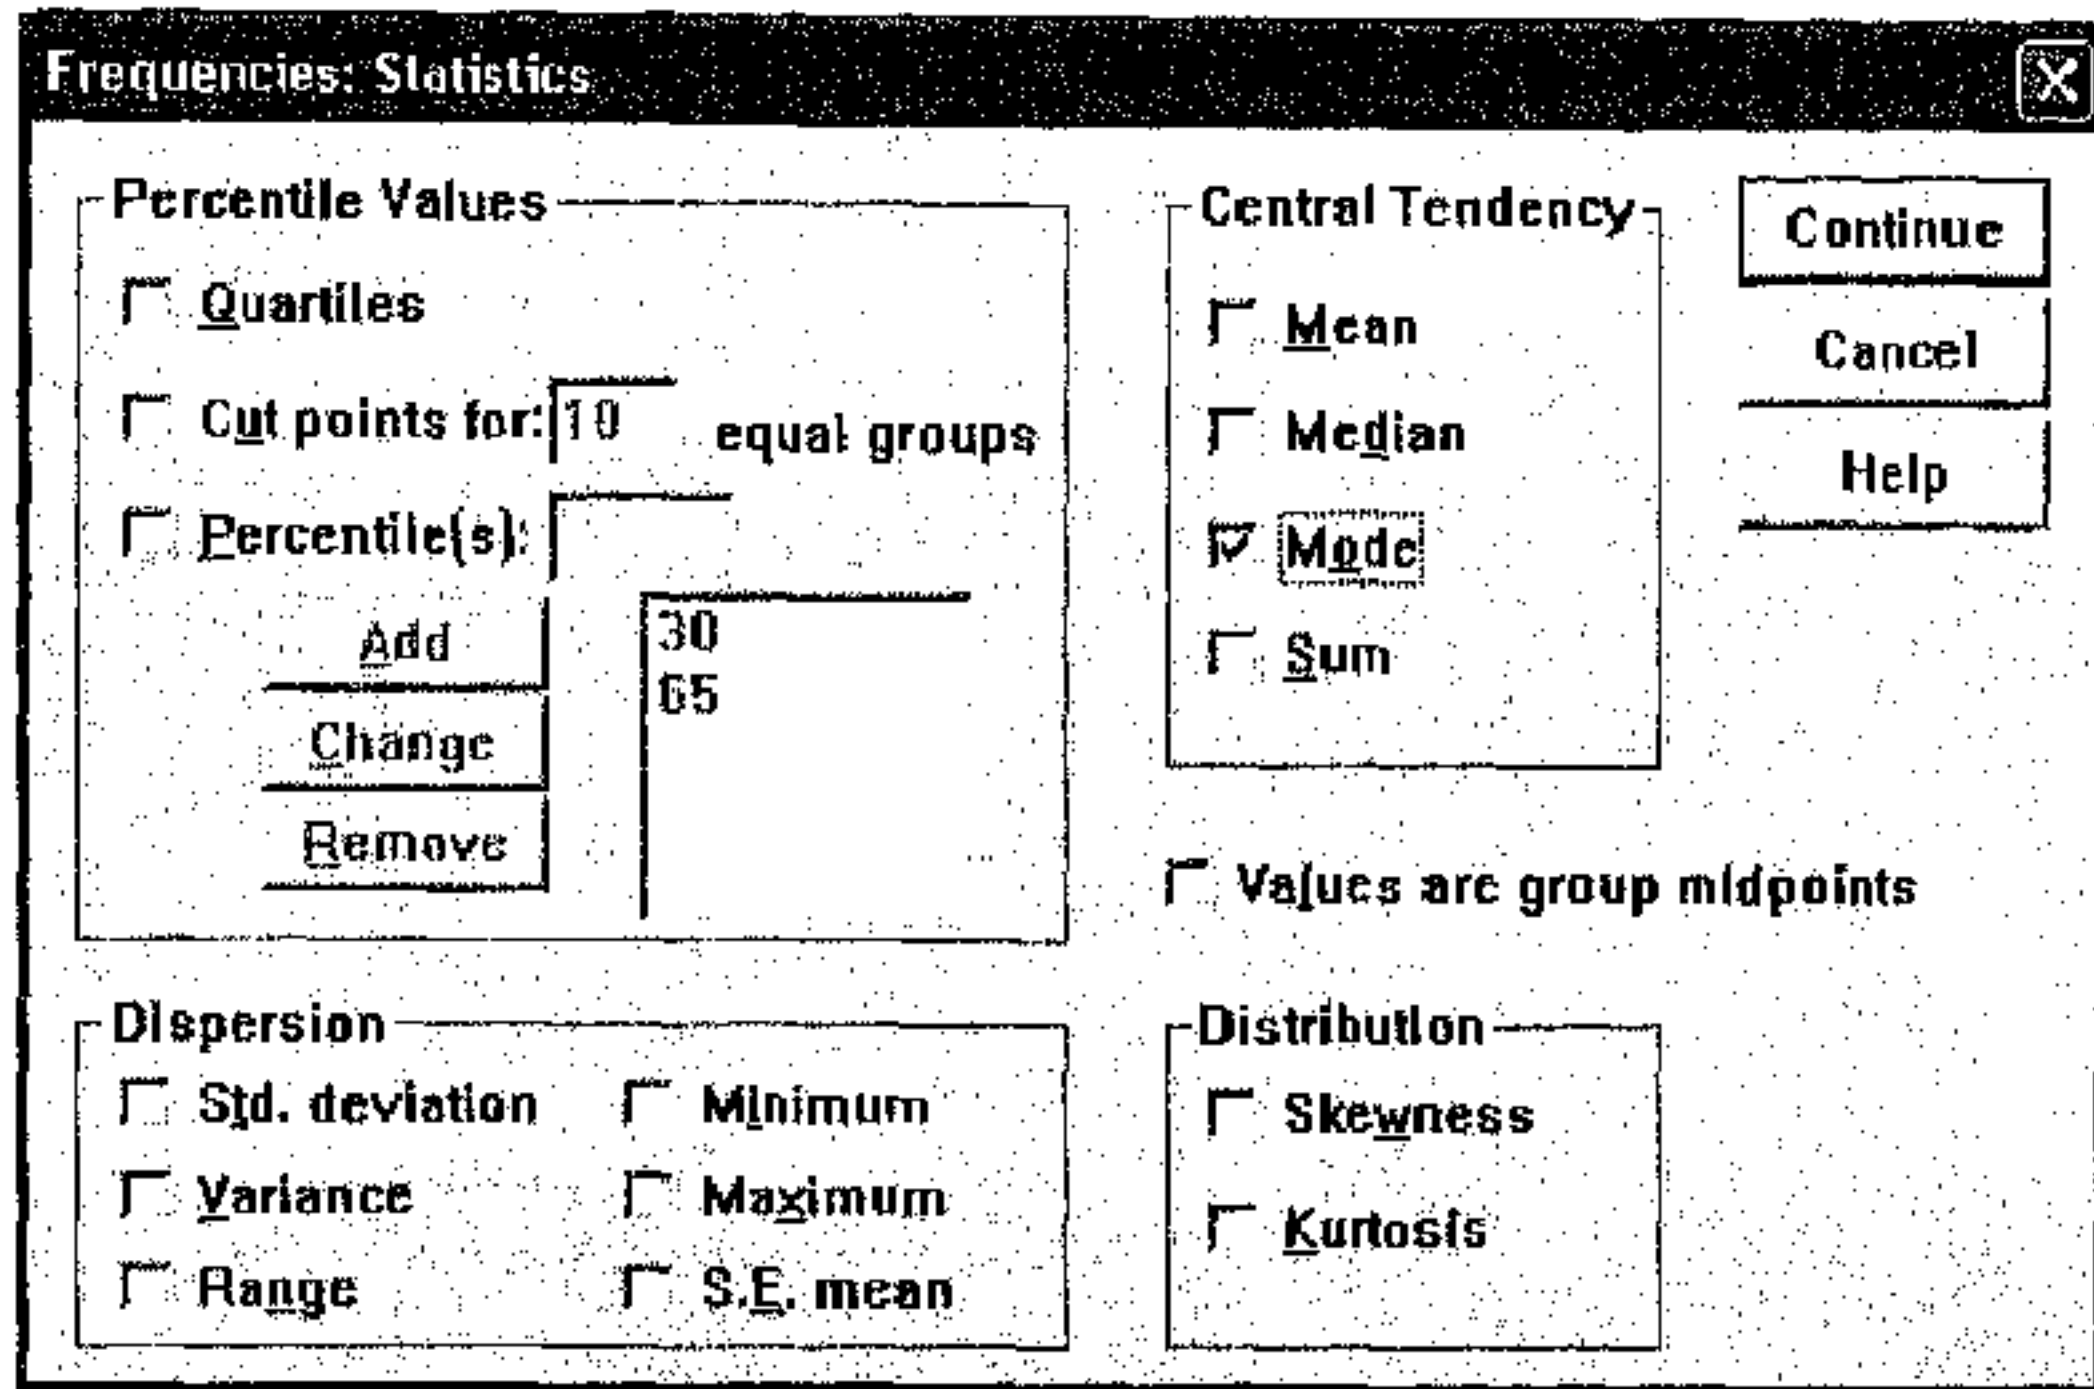 Frequencies: Statistics
X
Percentile Values
Quartiles
Cut points for: 10 equal groups
Percentile(s):
Add
Change
Remove
30
65
Central Tendency
Mean
Median
Mode
Sum
Continue
Cancel
Help
Values are group midpoints
Dispersion
Std. deviation
Minimum
Variance
Maximum
Range
S.E. mean
Distribution
Skewness
Kurtosis